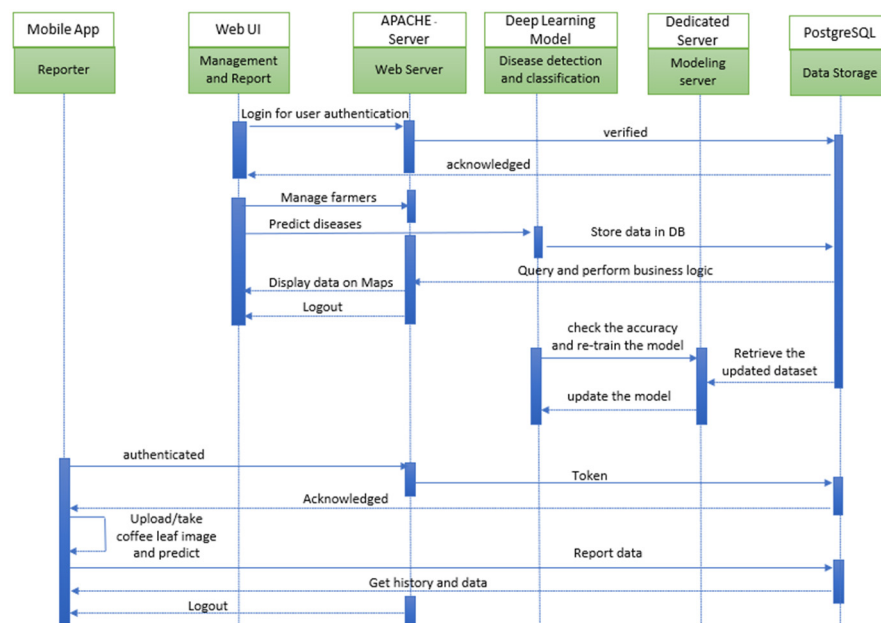 Mobile App
Web UI
APACHE -
Server
Deep Learning
Model
Dedicated
Server
PostgreSQL
Reporter
Management
and Report
Web Server
Disease detection
and classification
Modeling
server
Data Storage
Login for user authentication
verified
acknowledged
Manage farmers
Predict diseases
Store data in DB
Query and perform business logic
Display data on Maps
Logout
check the accuracy
and re-train the model
Retrieve the
updated dataset
update the model
authenticated
Token
Acknowledged
Upload/take
coffee leaf image
and predict
Report data
Get history and data
Logout